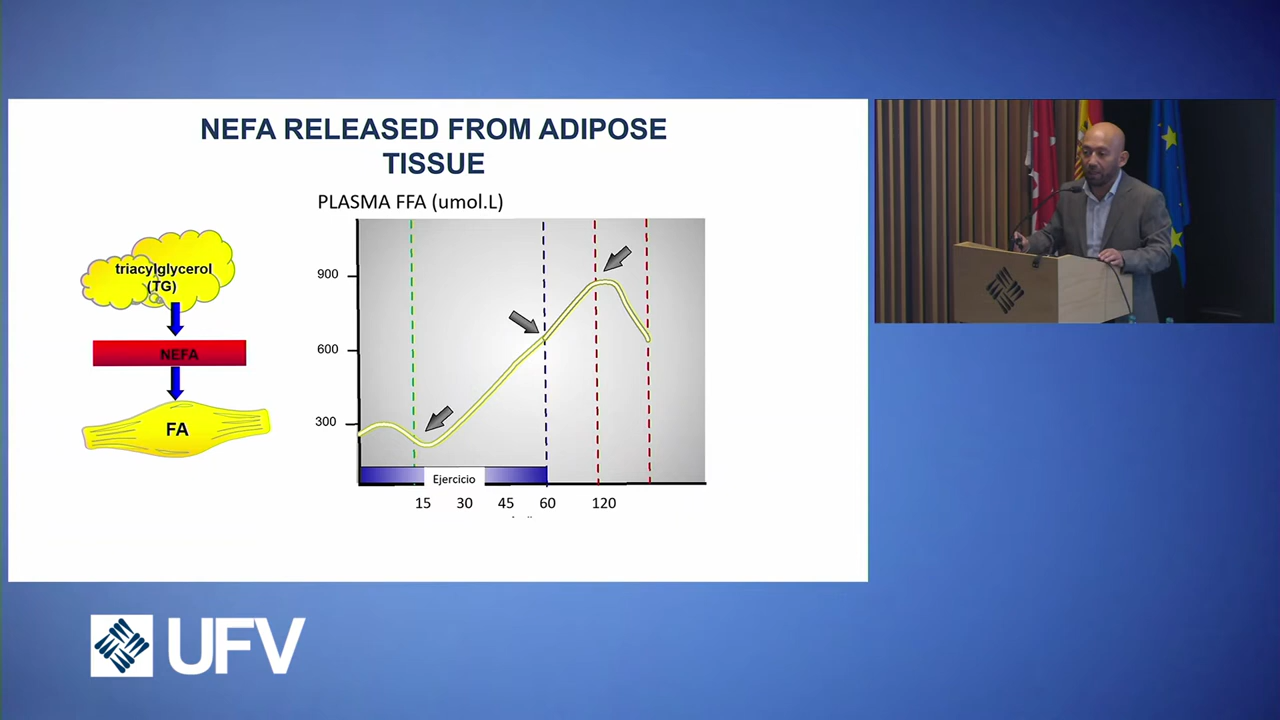 NEFA RELEASED FROM ADIPOSE
TISSUE
PLASMA FFA (umol.L)
triacylglycerol
(TG)
NEFA
FA
900
600
300
Ejercicio
15 30 45 60 120
UFV